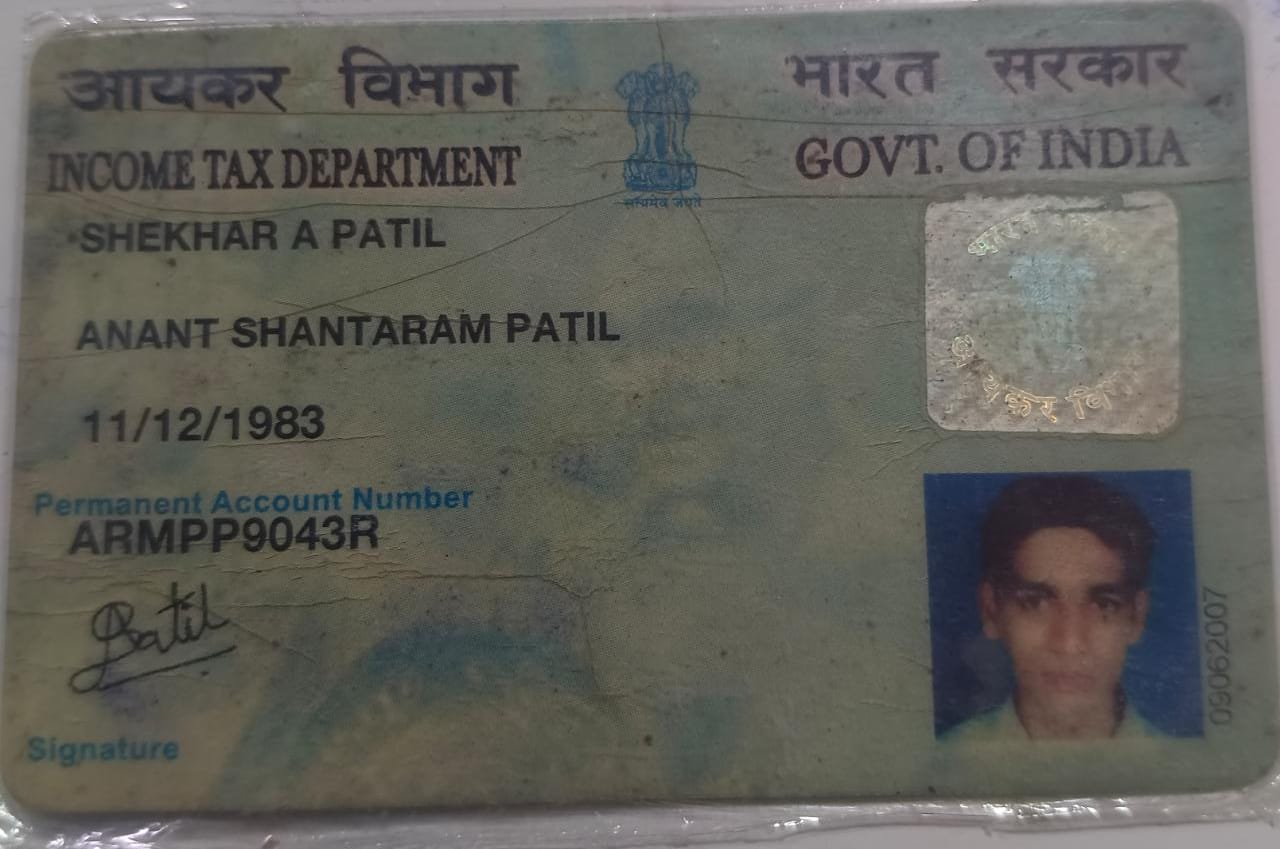 आयकर विभाग
INCOME TAX DEPARTMENT
भारत सरकार
GOVT. OF INDIA
सत्यमेव जयते
SHEKHAR A PATIL
ANANT SHANTARAM PATIL
11/12/1983
Permanent Account Number
ARMPP9043R
Patil
Signature
09062007